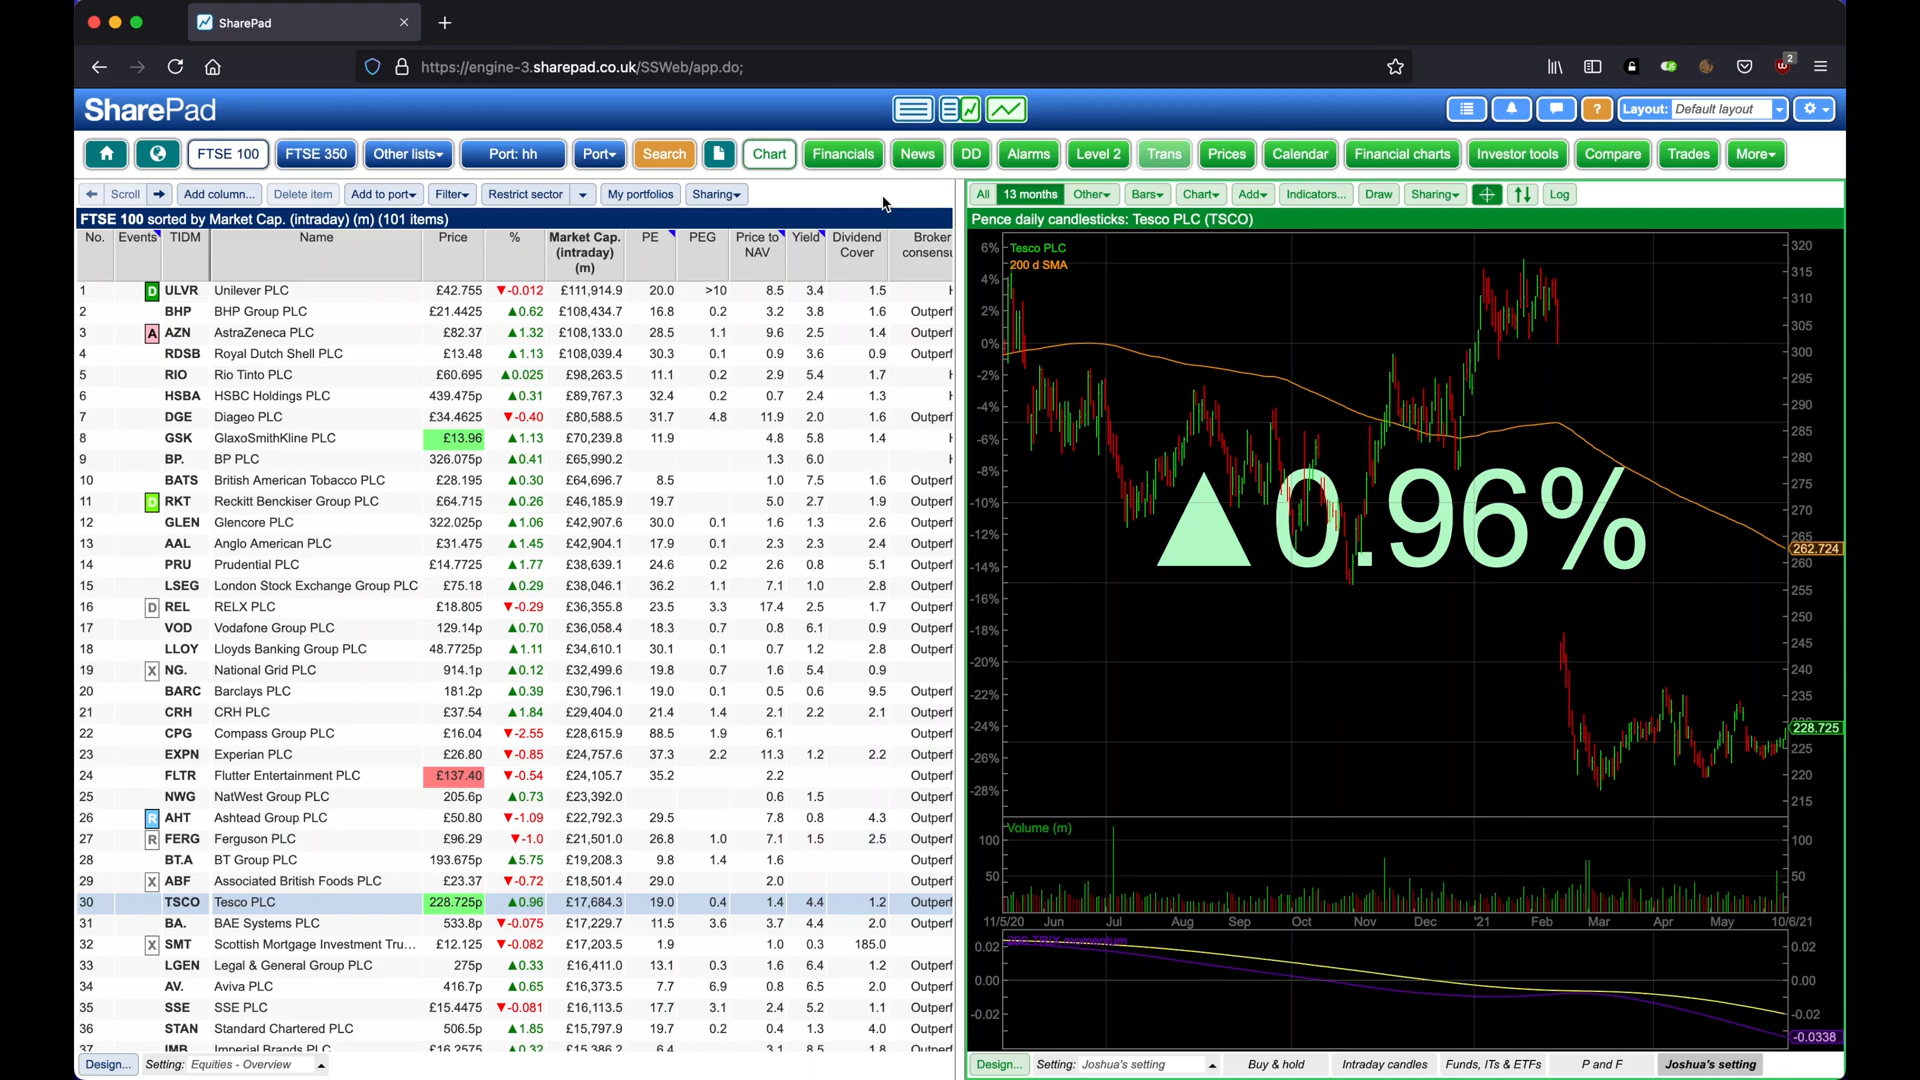 SharePad
https://engine-3.sharepad.co.uk/SSWeb/app.do;
2
SharePad
? Layout: Default layout
FTSE 100 FTSE 350 Other lists Port: hh Port Search Chart Financials News DD Alarms Level 2 Trans Prices Calendar Financial charts Investor tools Compare Trades More
Scroll Add column... Delete item Add to port Filter Restrict sector My portfolios Sharing
All 13 months Other Bars Chart Add Indicators... Draw Sharing Log
FTSE 100 sorted by Market Cap. (intraday) (m) (101 items)
Pence daily candlesticks: Tesco PLC (TSCO)
No. Events TIDM Name Price % Market Cap. (intraday) (m) PE PEG Price to NAV Yield Dividend Cover Broker consensu
1 D ULVR Unilever PLC £42.755 ▼-0.012 £111,914.9 20.0 >10 8.5 3.4 1.5
2 BHP BHP Group PLC £21.4425 ▲0.62 £108,434.7 16.8 0.2 3.2 3.8 1.6 Outperf
3 A AZN AstraZeneca PLC £82.37 ▲1.32 £108,133.0 28.5 1.1 9.6 2.5 1.4 Outperf
4 RDSB Royal Dutch Shell PLC £13.48 ▲1.13 £108,039.4 30.3 0.1 0.9 3.6 0.9 Outperf
5 RIO Rio Tinto PLC £60.695 ▲0.025 £98,263.5 11.1 0.2 2.9 5.4 1.7
6 HSBA HSBC Holdings PLC 439.475p ▲0.31 £89,767.3 32.4 0.2 0.7 2.4 1.3
7 DGE Diageo PLC £34.4625 ▼-0.40 £80,588.5 31.7 4.8 11.9 2.0 1.6 Outperf
8 GSK GlaxoSmithKline PLC £13.96 ▲1.13 £70,239.8 11.9 4.8 5.8 1.4
9 BP. BP PLC 326.075p ▲0.41 £65,990.2 1.3 6.0
10 BATS British American Tobacco PLC £28.195 ▲0.30 £64,696.7 8.5 1.0 7.5 1.6 Outperf
11 D RKT Reckitt Benckiser Group PLC £64.715 ▲0.26 £46,185.9 19.7 5.0 2.7 1.9 Outperf
12 GLEN Glencore PLC 322.025p ▲1.06 £42,907.6 30.0 0.1 1.6 1.3 2.6 Outperf
13 AAL Anglo American PLC £31.475 ▲1.45 £42,904.1 17.9 0.1 2.3 2.3 2.4 Outperf
14 PRU Prudential PLC £14.7725 ▲1.77 £38,639.1 24.6 0.2 2.6 0.8 5.1 Outperf
15 LSEG London Stock Exchange Group PLC £75.18 ▲0.29 £38,046.1 36.2 1.1 7.1 1.0 2.8 Outperf
16 D REL RELX PLC £18.805 ▼-0.29 £36,355.8 23.5 3.3 17.4 2.5 1.7 Outperf
17 VOD Vodafone Group PLC 129.14p ▲0.70 £36,058.4 18.3 0.7 0.8 6.1 0.9 Outperf
18 LLOY Lloyds Banking Group PLC 48.7725p ▲1.11 £34,610.1 30.1 0.1 0.7 1.2 2.8 Outperf
19 X NG. National Grid PLC 914.1p ▲0.12 £32,499.6 19.8 0.7 1.6 5.4 0.9
20 BARC Barclays PLC 181.2p ▲0.39 £30,796.1 19.0 0.1 0.5 0.6 9.5 Outperf
21 CRH CRH PLC £37.54 ▲1.84 £29,404.0 21.4 1.4 2.1 2.2 2.1 Outperf
22 CPG Compass Group PLC £16.04 ▼-2.55 £28,615.9 88.5 1.9 6.1 Outperf
23 EXPN Experian PLC £26.80 ▼-0.85 £24,757.6 37.3 2.2 11.3 1.2 2.2 Outperf
24 FLTR Flutter Entertainment PLC £137.40 ▼-0.54 £24,105.7 35.2 2.2 Outperf
25 NWG NatWest Group PLC 205.6p ▲0.73 £23,392.0 0.6 1.5 Outperf
26 R AHT Ashtead Group PLC £50.80 ▼-1.09 £22,792.3 29.5 7.8 0.8 4.3 Outperf
27 R FERG Ferguson PLC £96.29 ▼-1.0 £21,501.0 26.8 1.0 7.1 1.5 2.5 Outperf
28 BT.A BT Group PLC 193.675p ▲5.75 £19,208.3 9.8 1.4 1.6 Outperf
29 X ABF Associated British Foods PLC £23.37 ▼-0.72 £18,501.4 29.0 2.0 Outperf
30 TSCO Tesco PLC 228.725p ▲0.96 £17,684.3 19.0 0.4 1.4 4.4 1.2 Outperf
31 BA. BAE Systems PLC 533.8p ▼-0.075 £17,229.7 11.5 3.6 3.7 4.4 2.0 Outperf
32 X SMT Scottish Mortgage Investment Tru... £12.125 ▼-0.082 £17,203.5 1.9 1.0 0.3 185.0
33 LGEN Legal & General Group PLC 275p ▲0.33 £16,411.0 13.1 0.3 1.6 6.4 1.2 Outperf
34 AV. Aviva PLC 416.7p ▲0.65 £16,373.5 7.7 6.9 0.8 6.5 2.0 Outperf
35 SSE SSE PLC £15.4475 ▼-0.081 £16,113.5 17.7 3.1 2.4 5.2 1.1 Outperf
36 STAN Standard Chartered PLC 506.5p ▲1.85 £15,797.9 19.7 0.2 0.4 1.3 4.0 Outperf
37 IMB Imperial Brands PLC £16.2575 ▲0.32 £15,386.2 6.4 3.1 8.5 1.8 Outperf
Design... Setting: Equities - Overview
Tesco PLC
200 d SMA
▲0.96%
6% 4% 2% 0% -2% -4% -6% -8% -10% -12% -14% -16% -18% -20% -22% -24% -26% -28%
320 315 310 305 300 295 290 285 280 275 270 262.724 260 255 250 245 240 235 228.725 225 220 215
Volume (m)
100 100
50 50
11/5/20 Jun Jul Aug Sep Oct Nov Dec '21 Feb Mar Apr May 10/6/21
TRIX momentum
0.02 0.02
0.00 0.00
-0.02 -0.02
-0.0338
Design... Setting: Joshua's setting Buy & hold Intraday candles Funds, ITs & ETFs P and F Joshua's setting